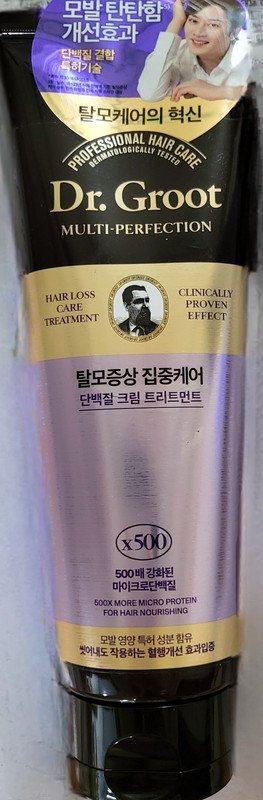 모발 탄탄함
개선효과
단백질 결합
특허기술
탈모케어의 혁신
PROFESSIONAL HAIR CARE
DERMATOLOGICALLY TESTED
Dr. Groot
MULTI-PERFECTION
HAIR LOSS
CARE
TREATMENT
CLINICALLY
PROVEN
EFFECT
탈모증상 집중케어
단백질 크림 트리트먼트
x500
500배 강화된
마이크로단백질
500X MORE MICRO PROTEIN
FOR HAIR NOURISHING
모발 영양 특허 성분 함유
씻어내도 작용하는 혈행개선 효과입증